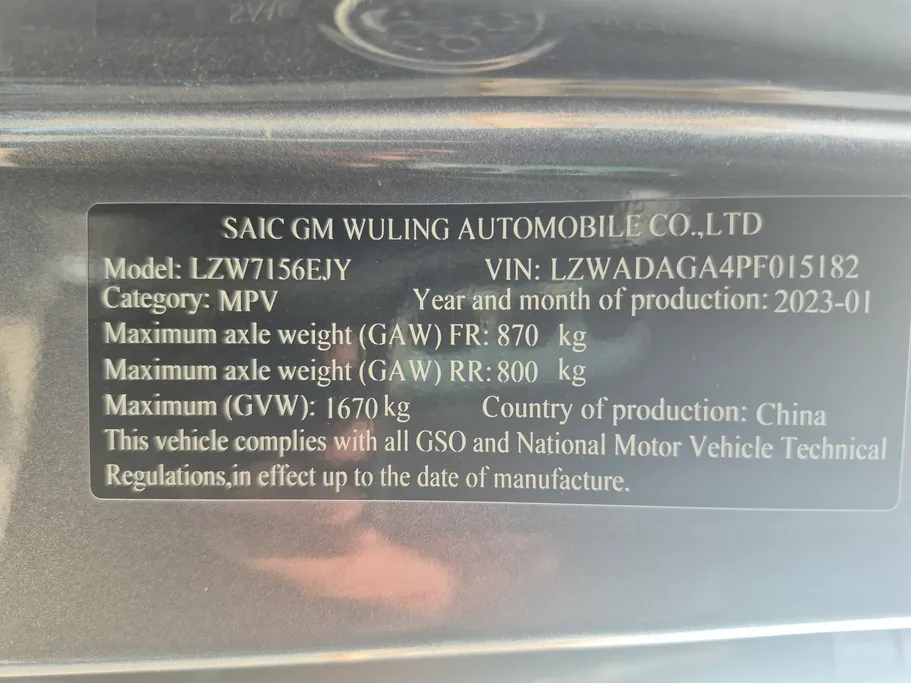 SAIC GM WULING AUTOMOBILE CO.,LTD
Model: LZW7156EJY VIN: LZWADAGA4PF015182
Category: MPV Year and month of production: 2023-01
Maximum axle weight (GAW) FR: 870 kg
Maximum axle weight (GAW) RR: 800 kg
Maximum (GVW): 1670 kg Country of production: China
This vehicle complies with all GSO and National Motor Vehicle Technical
Regulations,in effect up to the date of manufacture.